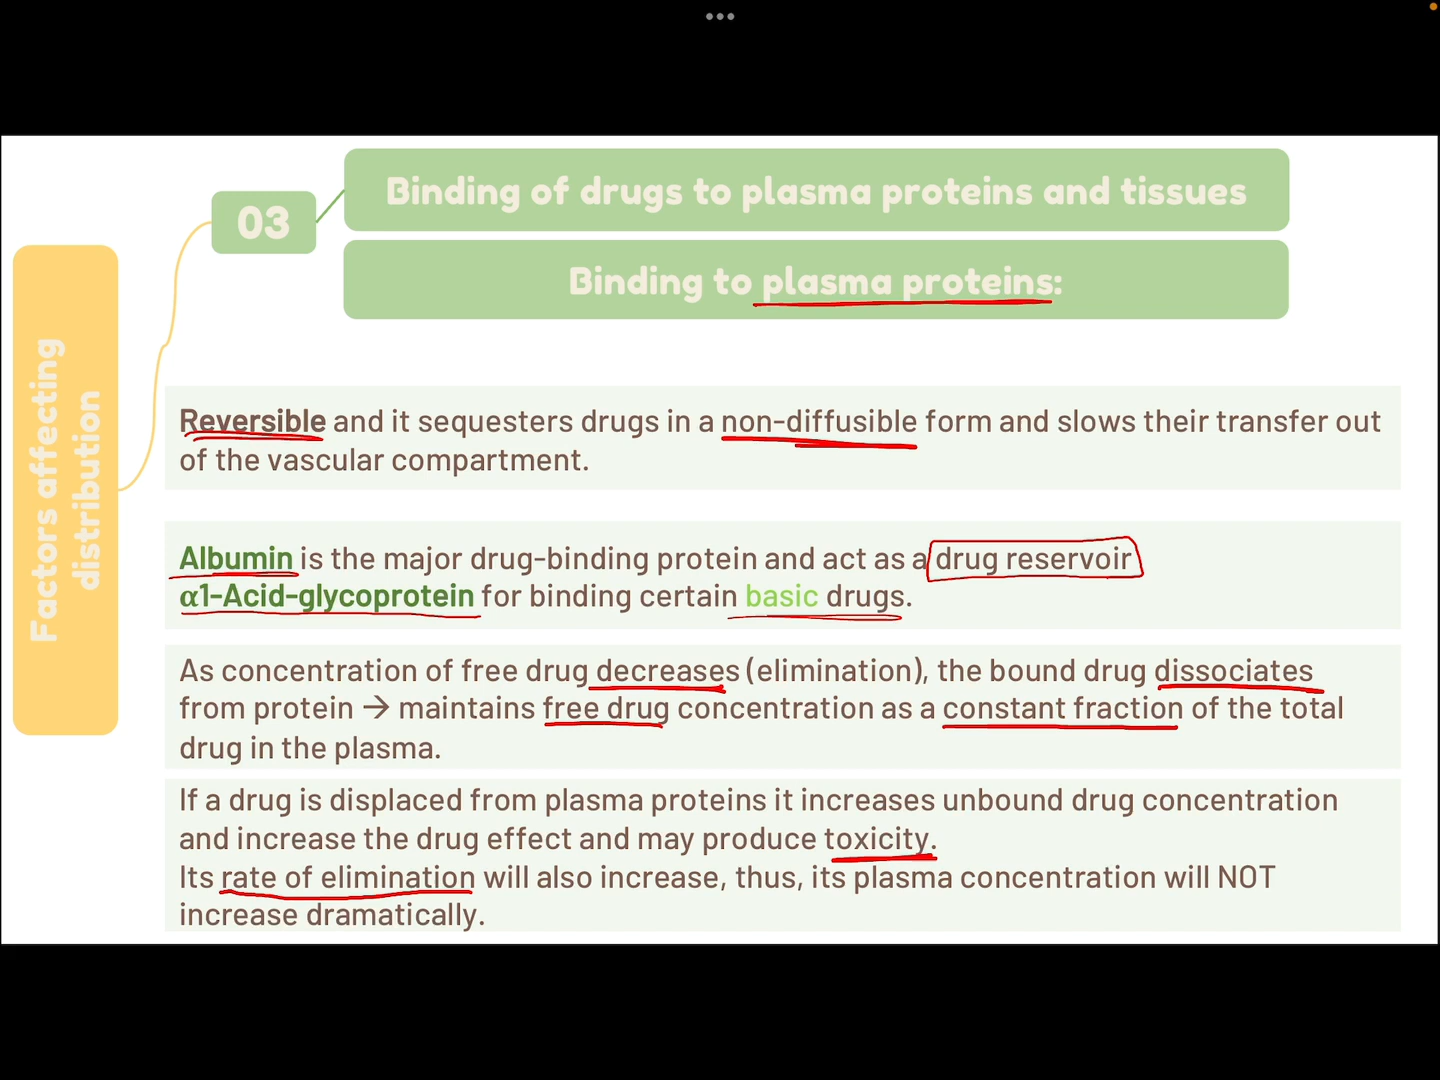 03
Binding of drugs to plasma proteins and tissues
Binding to plasma proteins:
Factors affecting
distribution
Reversible and it sequesters drugs in a non-diffusible form and slows their transfer out
of the vascular compartment.
Albumin is the major drug-binding protein and act as a drug reservoir
α1-Acid-glycoprotein for binding certain basic drugs.
As concentration of free drug decreases (elimination), the bound drug dissociates
from protein → maintains free drug concentration as a constant fraction of the total
drug in the plasma.
If a drug is displaced from plasma proteins it increases unbound drug concentration
and increase the drug effect and may produce toxicity.
Its rate of elimination will also increase, thus, its plasma concentration will NOT
increase dramatically.